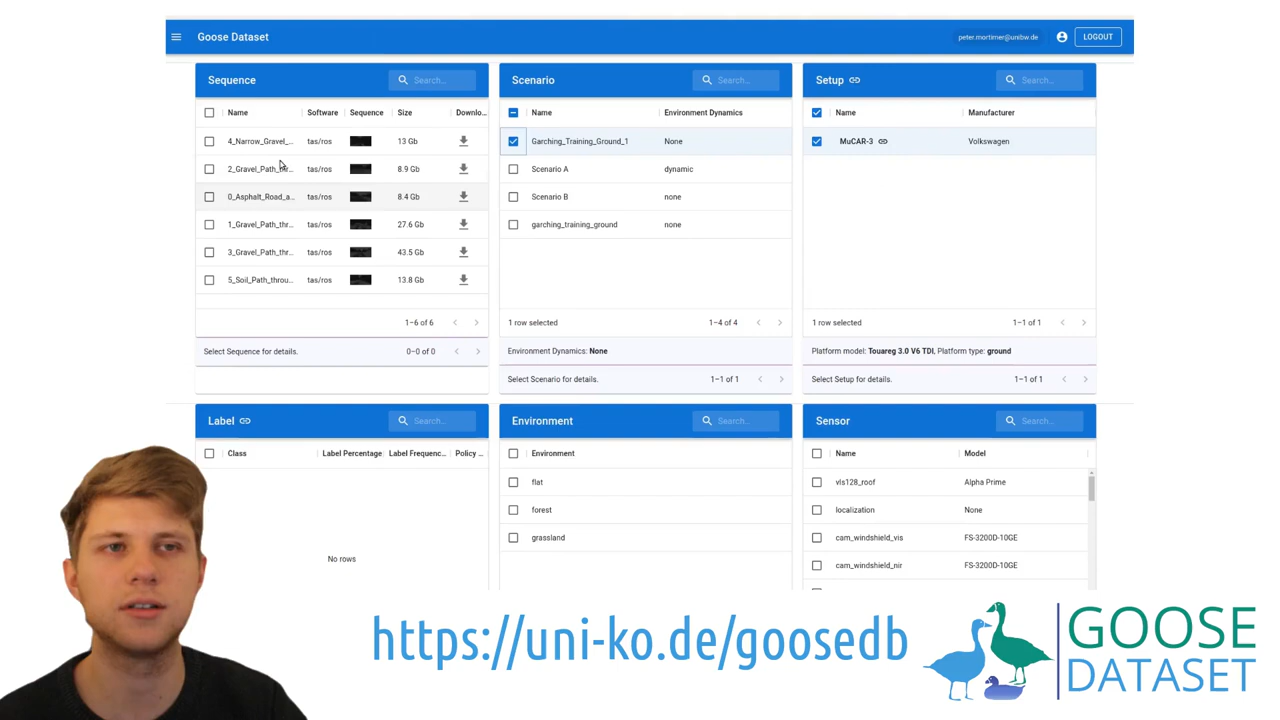 Goose Dataset
peter.mortimer@unibw.de
LOGOUT
Sequence
Search...
Name Software Sequence Size Downlo...
4_Narrow_Gravel_... tas/ros 13 Gb
2_Gravel_Path_thr... tas/ros 8.9 Gb
0_Asphalt_Road_a... tas/ros 8.4 Gb
1_Gravel_Path_thr... tas/ros 27.6 Gb
3_Gravel_Path_thr... tas/ros 43.5 Gb
5_Soil_Path_throu... tas/ros 13.8 Gb
1–6 of 6
Select Sequence for details. 0–0 of 0
Scenario
Search...
Name Environment Dynamics
Garching_Training_Ground_1 None
Scenario A dynamic
Scenario B none
garching_training_ground none
1 row selected 1–4 of 4
Environment Dynamics: None
Select Scenario for details. 1–1 of 1
Setup
Search...
Name Manufacturer
MuCAR-3 Volkswagen
1 row selected 1–1 of 1
Platform model: Touareg 3.0 V6 TDI, Platform type: ground
Select Setup for details. 1–1 of 1
Label
Search...
Class Label Percentage Label Frequenc... Policy ...
No rows
Environment
Search...
Environment
flat
forest
grassland
Sensor
Search...
Name Model
vls128_roof Alpha Prime
localization None
cam_windshield_vis FS-3200D-10GE
cam_windshield_nir FS-3200D-10GE
https://uni-ko.de/goosedb
GOOSE
DATASET